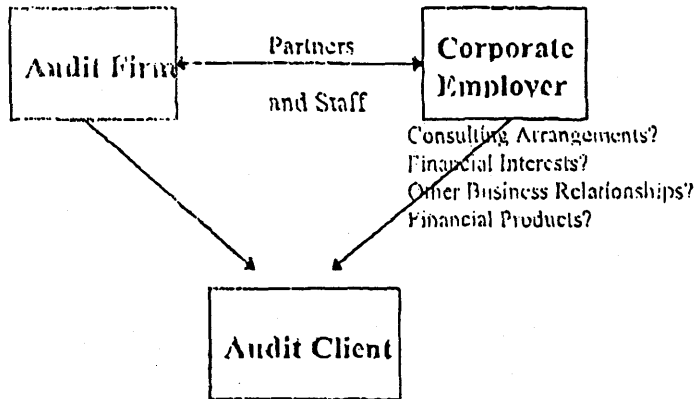 Partners
Audit Firm
and Staff
Corporate
Employer
Consulting Arrangements?
Financial Interests?
Other Business Relationships?
Financial Products?
Audit Client